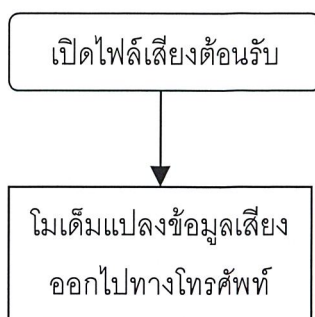 เปิดไฟล์เสียงต้อนรับ
โมเด็มแปลงข้อมูลเสียง
ออกไปทางโทรศัพท์